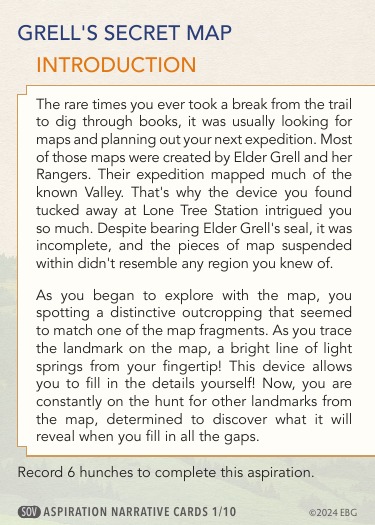 GRELL'S SECRET MAP
INTRODUCTION
The rare times you ever took a break from the trail
to dig through books, it was usually looking for
maps and planning out your next expedition. Most
of those maps were created by Elder Grell and her
Rangers. Their expedition mapped much of the
known Valley. That's why the device you found
tucked away at Lone Tree Station intrigued you
so much. Despite bearing Elder Grell's seal, it was
incomplete, and the pieces of map suspended
within didn't resemble any region you knew of.
As you began to explore with the map, you
spotting a distinctive outcropping that seemed
to match one of the map fragments. As you trace
the landmark on the map, a bright line of light
springs from your fingertip! This device allows
you to fill in the details yourself! Now, you are
constantly on the hunt for other landmarks from
the map, determined to discover what it will
reveal when you fill in all the gaps.
Record 6 hunches to complete this aspiration.
SOV ASPIRATION NARRATIVE CARDS 1/10 ©2024 EBG